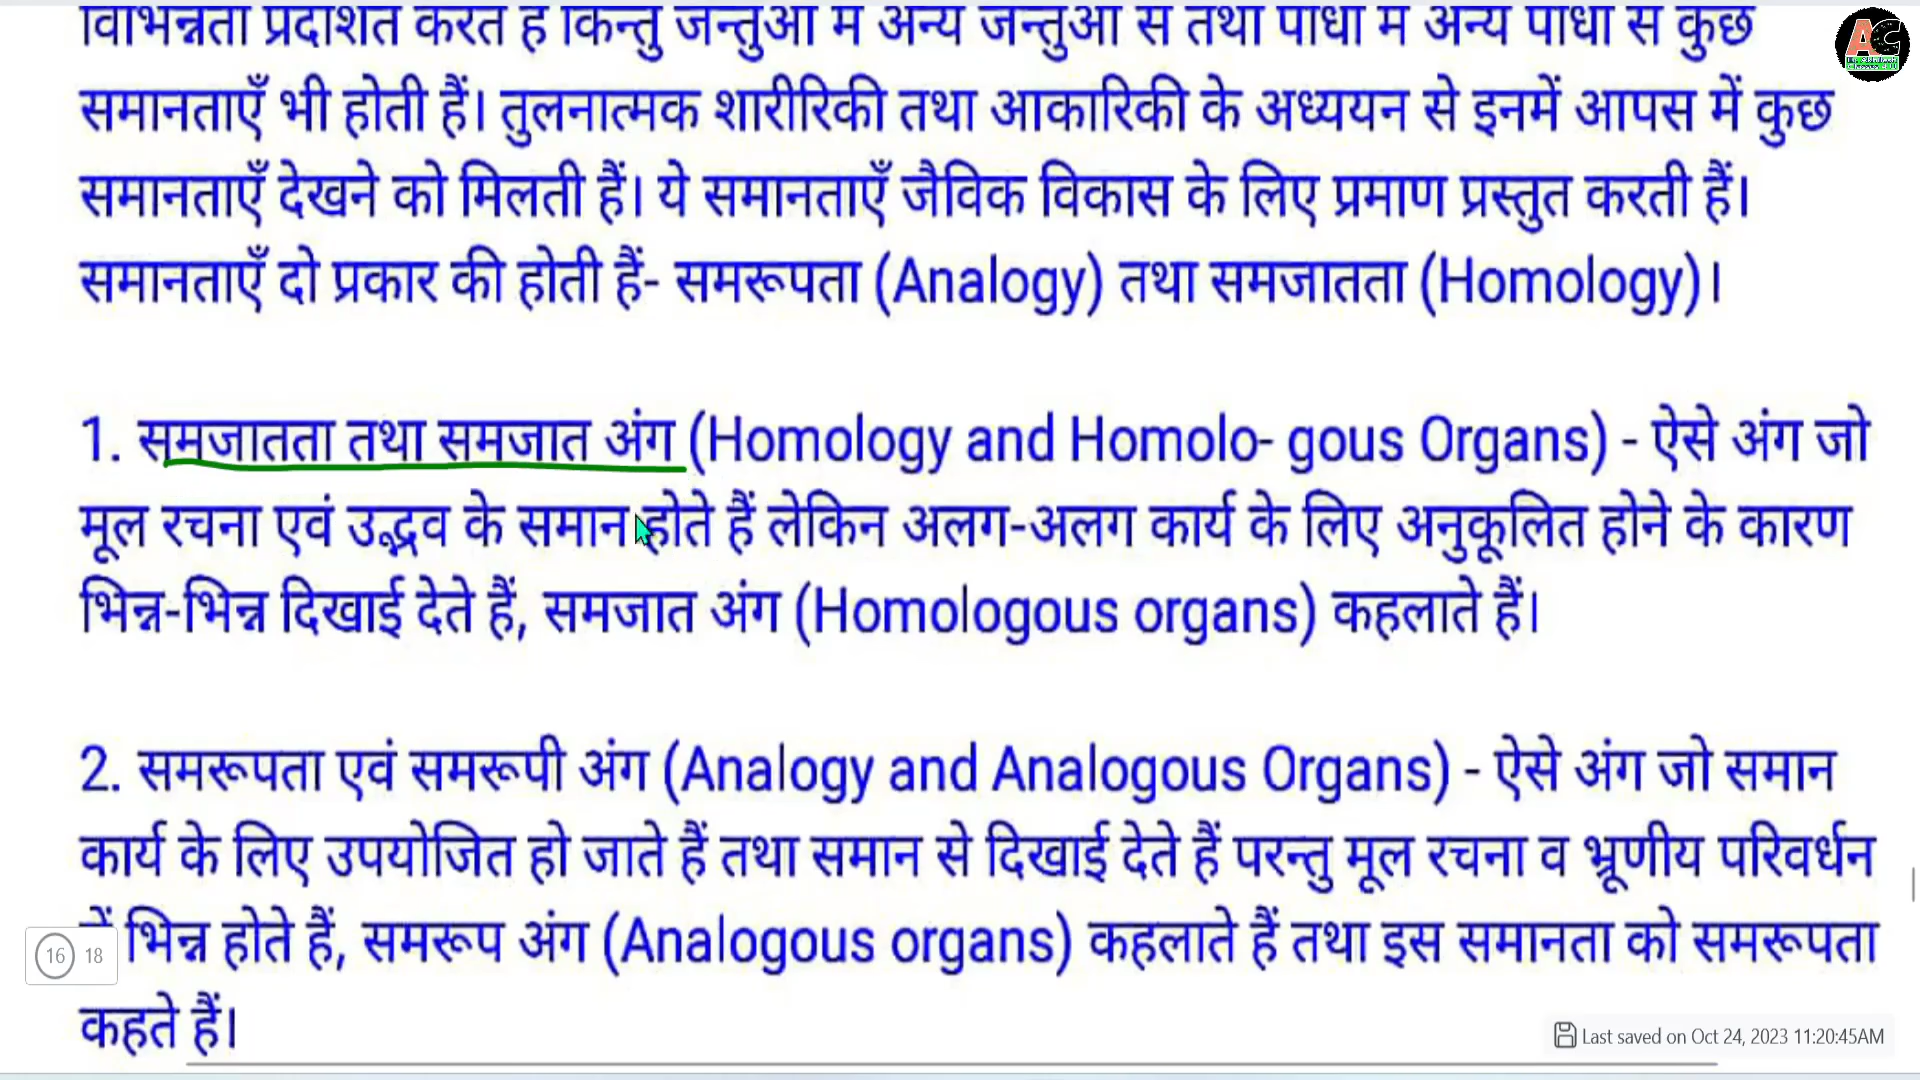 विभिन्नता प्रदर्शित करते हैं किन्तु जन्तुओं में अन्य जन्तुओं से तथा पौधों में अन्य पौधों से कुछ
समानताएँ भी होती हैं। तुलनात्मक शारीरिकी तथा आकारिकी के अध्ययन से इनमें आपस में कुछ
समानताएँ देखने को मिलती हैं। ये समानताएँ जैविक विकास के लिए प्रमाण प्रस्तुत करती हैं।
समानताएँ दो प्रकार की होती हैं- समरूपता (Analogy) तथा समजातता (Homology)।
1. समजातता तथा समजात अंग (Homology and Homolo- gous Organs) - ऐसे अंग जो
मूल रचना एवं उद्भव के समान होते हैं लेकिन अलग-अलग कार्य के लिए अनुकूलित होने के कारण
भिन्न-भिन्न दिखाई देते हैं, समजात अंग (Homologous organs) कहलाते हैं।
2. समरूपता एवं समरूपी अंग (Analogy and Analogous Organs) - ऐसे अंग जो समान
कार्य के लिए उपयोजित हो जाते हैं तथा समान से दिखाई देते हैं परन्तु मूल रचना व भ्रूणीय परिवर्धन
में भिन्न होते हैं, समरूप अंग (Analogous organs) कहलाते हैं तथा इस समानता को समरूपता
कहते हैं।
16 18
Last saved on Oct 24, 2023 11:20:45AM
AC